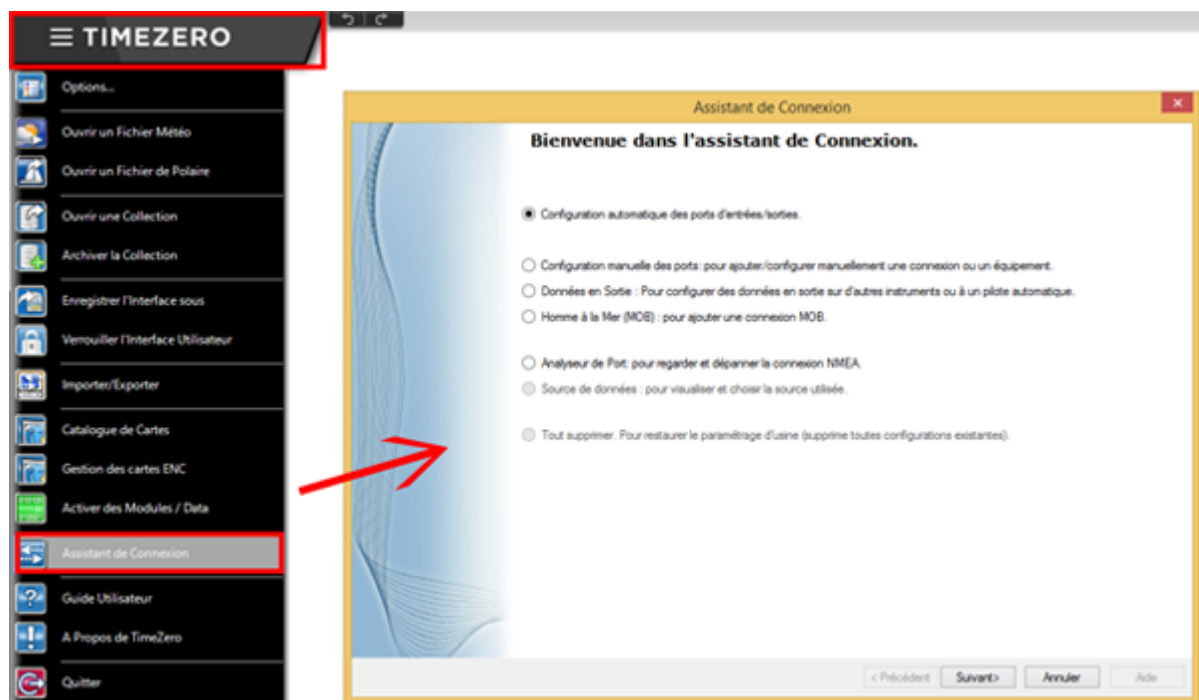 TIMEZERO
Options...
Ouvrir un Fichier Météo
Ouvrir un Fichier de Polaire
Ouvrir une Collection
Archiver la Collection
Enregistrer l'Interface sous
Verrouiller l'Interface Utilisateur
Importer/Exporter
Catalogue de Cartes
Gestion des cartes ENC
Activer des Modules / Data
Assistant de Connexion
Guide Utilisateur
A Propos de TimeZero
Quitter
Assistant de Connexion
Bienvenue dans l'assistant de Connexion.
Configuration automatique des ports d'entrées/sorties.
Configuration manuelle des ports: pour ajouter/configurer manuellement une connexion ou un équipement.
Données en Sortie : Pour configurer des données en sortie sur d'autres instruments ou à un pilote automatique.
Homme à la Mer (MOB) : pour ajouter une connexion MOB.
Analyseur de Port: pour regarder et dépanner la connexion NMEA.
Source de données : pour visualiser et choisir la source utilisée.
Tout supprimer. Pour restaurer le paramétrage d'usine (supprime toutes configurations existantes).
< Précédent Suivant> Annuler Aide